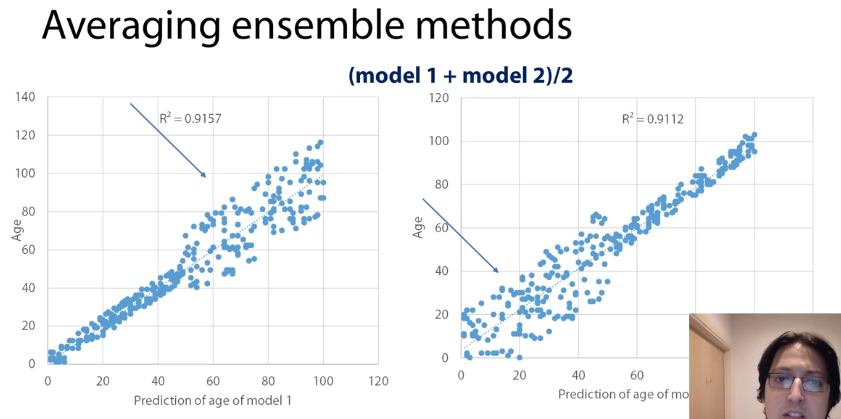 Averaging ensemble methods
(model 1 + model 2)/2
140
120
100
80
60
40
20
0
Age
R² = 0.9157
0 20 40 60 80 100 120
Prediction of age of model 1
120
100
80
60
40
20
0
Age
R² = 0.9112
0 20 40 60
Prediction of age of mo